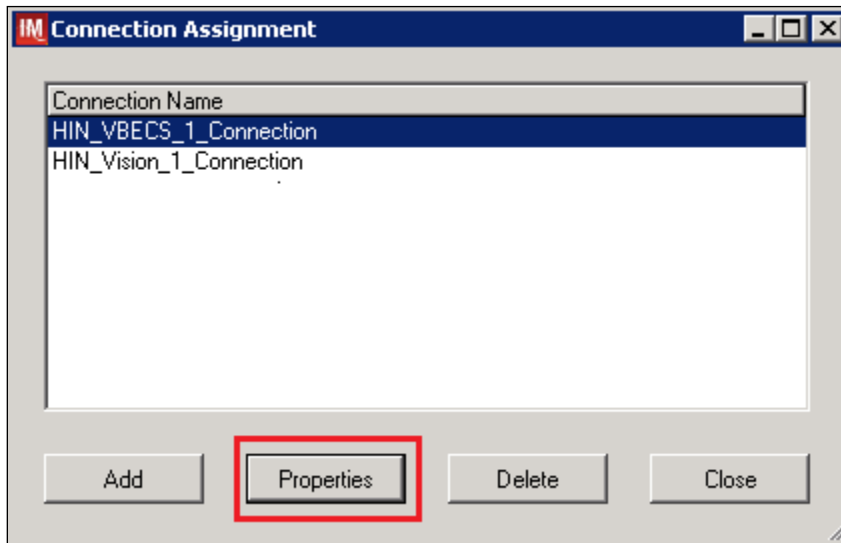 IM Connection Assignment
Connection Name
HIN_VBECS_1_Connection
HIN_Vision_1_Connection
Add Properties Delete Close